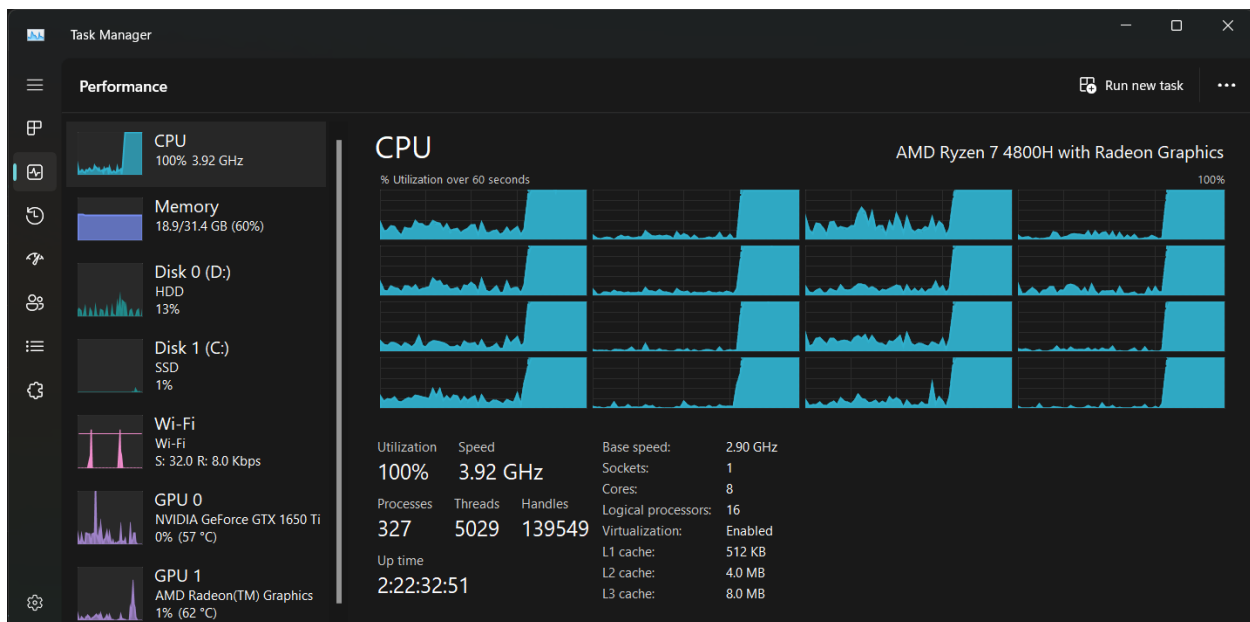 Task Manager
Performance
Run new task
CPU
100% 3.92 GHz
Memory
18.9/31.4 GB (60%)
Disk 0 (D:)
HDD
13%
Disk 1 (C:)
SSD
1%
Wi-Fi
Wi-Fi
S: 32.0 R: 8.0 Kbps
GPU 0
NVIDIA GeForce GTX 1650 Ti
0% (57 °C)
GPU 1
AMD Radeon(TM) Graphics
1% (62 °C)
CPU
AMD Ryzen 7 4800H with Radeon Graphics
% Utilization over 60 seconds
100%
Utilization Speed
100% 3.92 GHz
Processes Threads Handles
327 5029 139549
Up time
2:22:32:51
Base speed: 2.90 GHz
Sockets: 1
Cores: 8
Logical processors: 16
Virtualization: Enabled
L1 cache: 512 KB
L2 cache: 4.0 MB
L3 cache: 8.0 MB